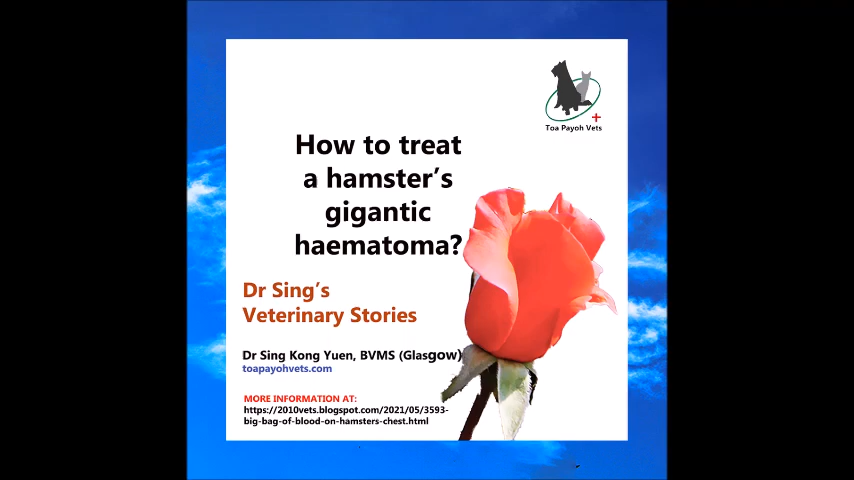 Toa Payoh Vets
How to treat
a hamster's
gigantic
haematoma?
Dr Sing's
Veterinary Stories
Dr Sing Kong Yuen, BVMS (Glasgow)
toapayohvets.com
MORE INFORMATION AT:
https://2010vets.blogspot.com/2021/05/3593-
big-bag-of-blood-on-hamsters-chest.html